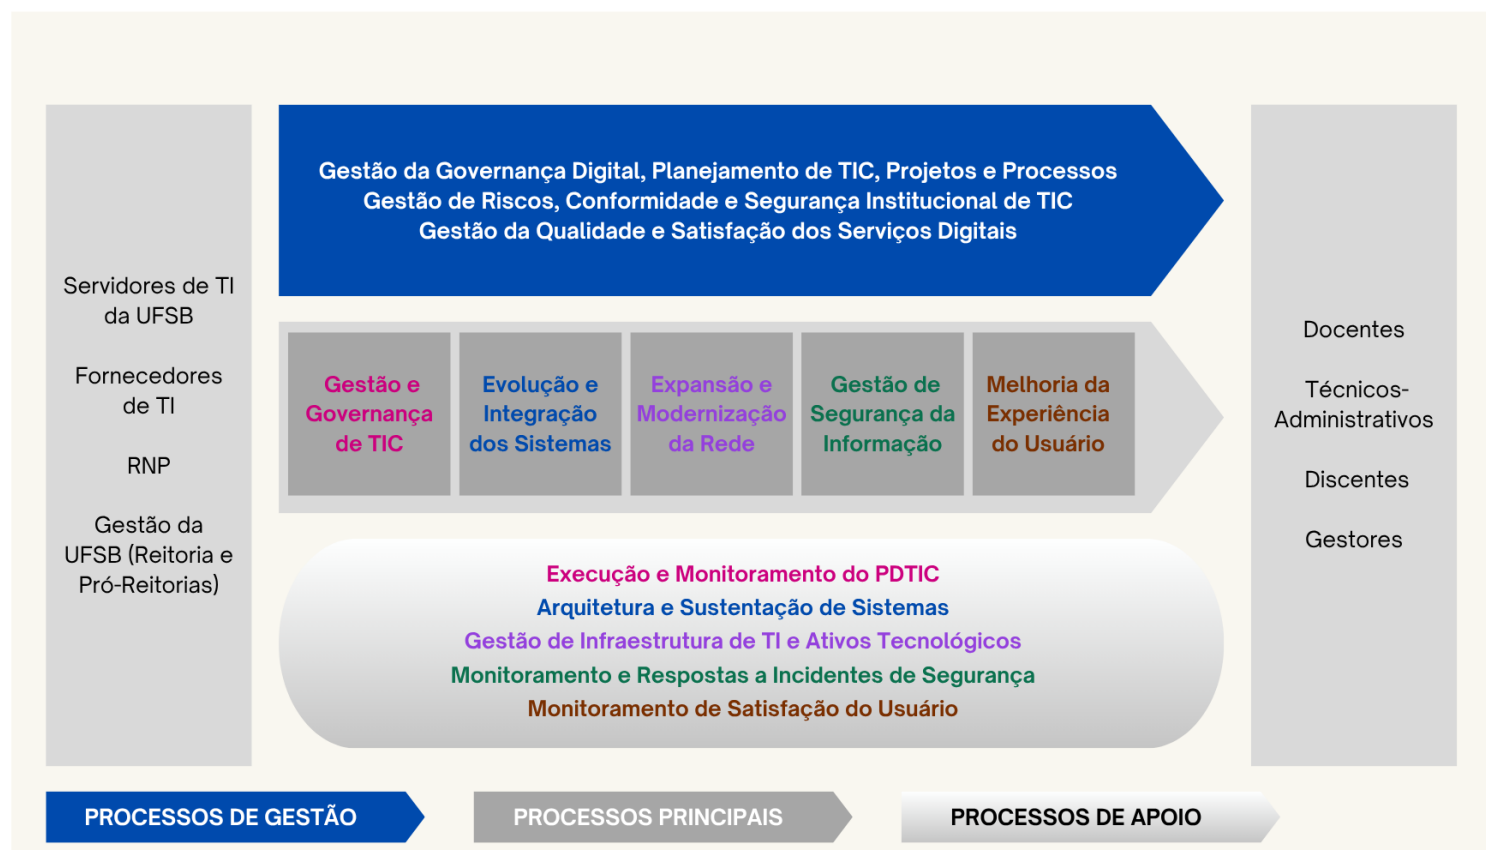 Servidores de TI
da UFSB
Fornecedores
de TI
RNP
Gestão da
UFSB (Reitoria e
Pró-Reitorias)
Gestão da Governança Digital, Planejamento de TIC, Projetos e Processos
Gestão de Riscos, Conformidade e Segurança Institucional de TIC
Gestão da Qualidade e Satisfação dos Serviços Digitais
Gestão e
Governança
de TIC
Evolução e
Integração
dos Sistemas
Expansão e
Modernização
da Rede
Gestão de
Segurança da
Informação
Melhoria da
Experiência
do Usuário
Execução e Monitoramento do PDTIC
Arquitetura e Sustentação de Sistemas
Gestão de Infraestrutura de TI e Ativos Tecnológicos
Monitoramento e Respostas a Incidentes de Segurança
Monitoramento de Satisfação do Usuário
Docentes
Técnicos-
Administrativos
Discentes
Gestores
PROCESSOS DE GESTÃO
PROCESSOS PRINCIPAIS
PROCESSOS DE APOIO